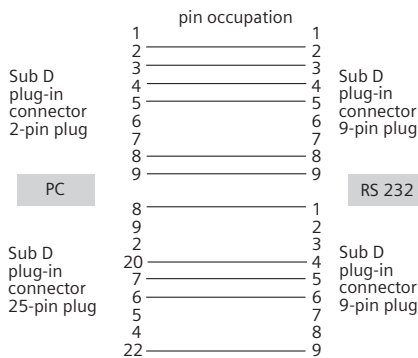 pin occupation
1 1
2 2
3 3
4 4
5 5
6 6
7 7
8 8
9 9
Sub D
plug-in
connector
2-pin plug
Sub D
plug-in
connector
9-pin plug
PC
RS 232
8 1
9 2
2 3
20 4
7 5
6 6
5 7
4 8
22 9
Sub D
plug-in
connector
25-pin plug
Sub D
plug-in
connector
9-pin plug